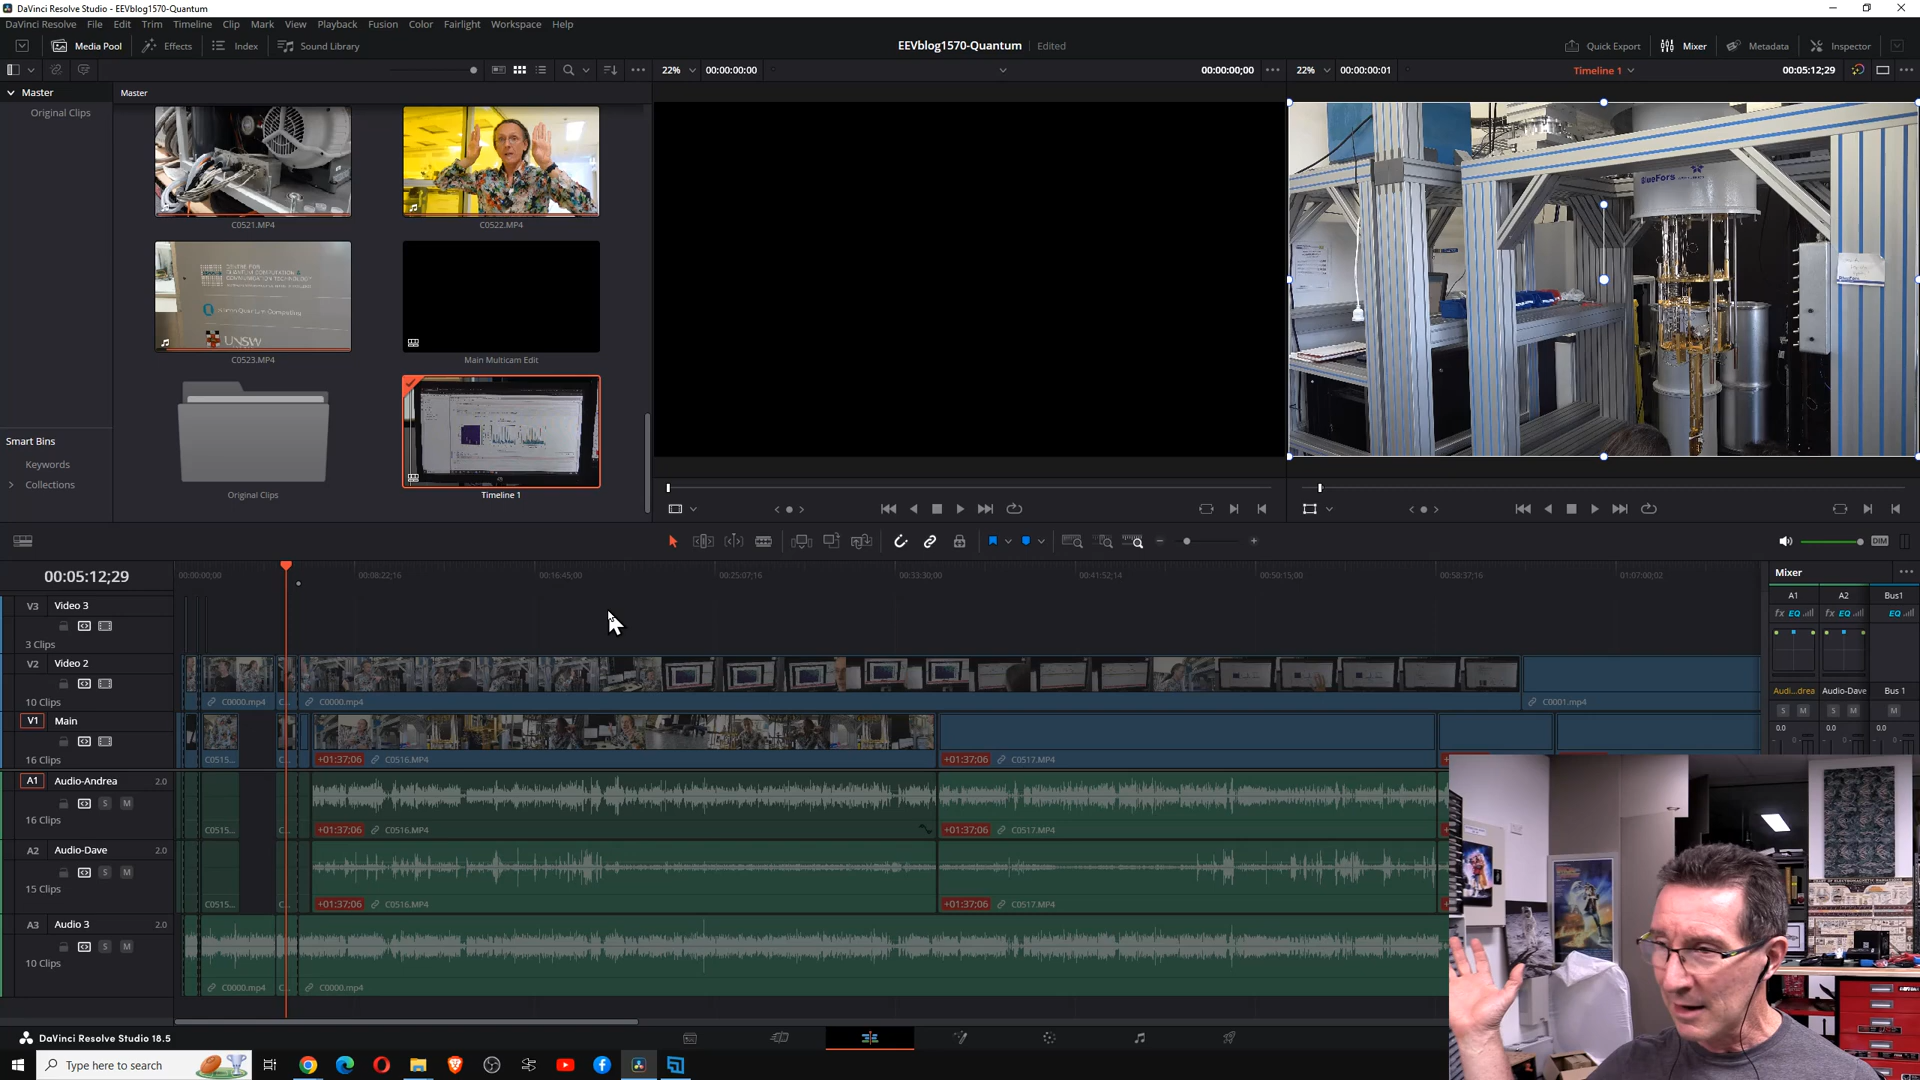 DaVinci Resolve Studio - EEVblog1570-Quantum
DaVinci Resolve File Edit Trim Timeline Clip Mark View Playback Fusion Color Fairlight Workspace Help
Media Pool Effects Index Sound Library
EEVblog1570-Quantum Edited
Quick Export Mixer Metadata Inspector
22% 00:00:00:00 00:00:00;00
22% 00:00:00:01 Timeline 1 00:05:12;29
Master
Original Clips
Master
C0521.MP4
C0522.MP4
UNSW
C0523.MP4
Main Multicam Edit
Original Clips
Timeline 1
Smart Bins
Keywords
Collections
BlueFors
DIM
00:05:12;29
00:00:00;00 00:08:22;16 00:16:45;00 00:25:07;16 00:33:30;00 00:41:52;14 00:50:15;00 00:58:37;16 01:07:00;02
V3 Video 3
3 Clips
V2 Video 2
10 Clips
C0000.mp4 C... C0000.mp4 C0001.mp4
V1 Main
16 Clips
C0515... C... +01:37;06 C0516.MP4 +01:37;06 C0517.MP4
A1 Audio-Andrea 2.0
S M
16 Clips
C0515... C... +01:37;06 C0516.MP4 +01:37;06 C0517.MP4
A2 Audio-Dave 2.0
S M
15 Clips
C0515... +01:37;06 C0516.MP4 +01:37;06 C0517.MP4
A3 Audio 3 2.0
S M
10 Clips
C0000.mp4 C... C0000.mp4
Mixer
A1 A2 Bus1
fx EQ fx EQ EQ
Audi...drea Audio-Dave Bus 1
S M S M M
0.0 0.0 0.0
DaVinci Resolve Studio 18.5
Type here to search